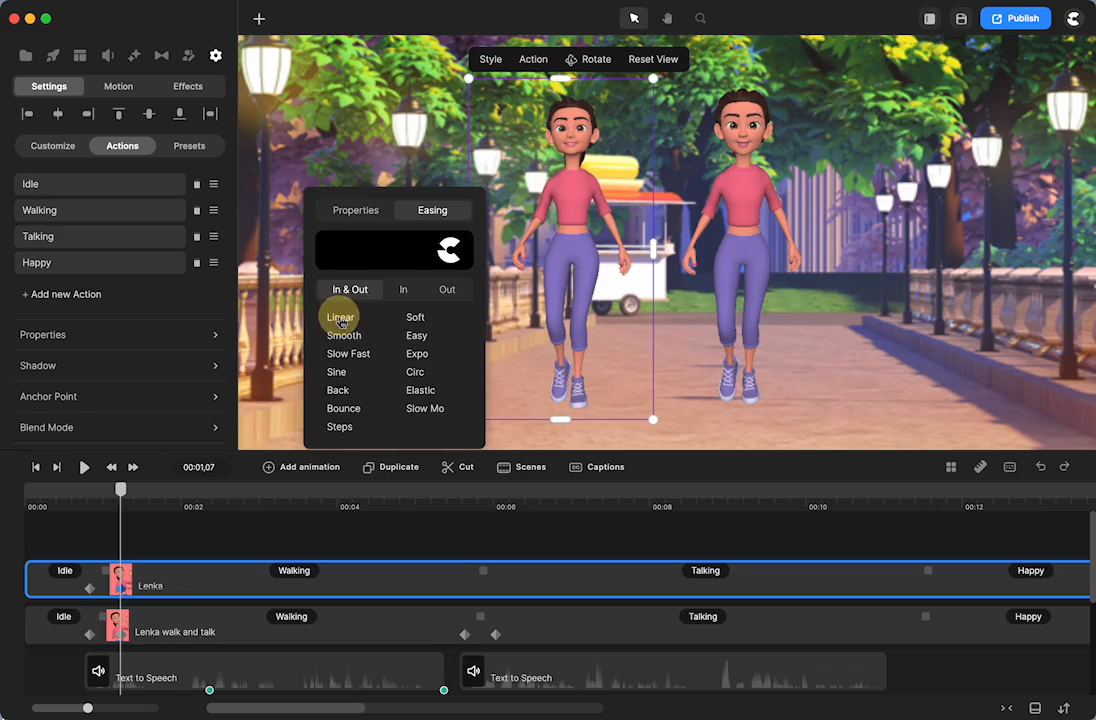 Publish
Settings Motion Effects
Style Action Rotate Reset View
Customize Actions Presets
Idle
Walking
Talking
Happy
+ Add new Action
Properties
Shadow
Anchor Point
Blend Mode
Properties Easing
In & Out In Out
Linear Soft
Smooth Easy
Slow Fast Expo
Sine Circ
Back Elastic
Bounce Slow Mo
Steps
00:01,07 Add animation Duplicate Cut Scenes Captions
00:00 00:02 00:04 00:06 00:08 00:10 00:12
Idle Walking Talking Happy
Lenka
Idle Walking Talking Happy
Lenka walk and talk
Text to Speech Text to Speech